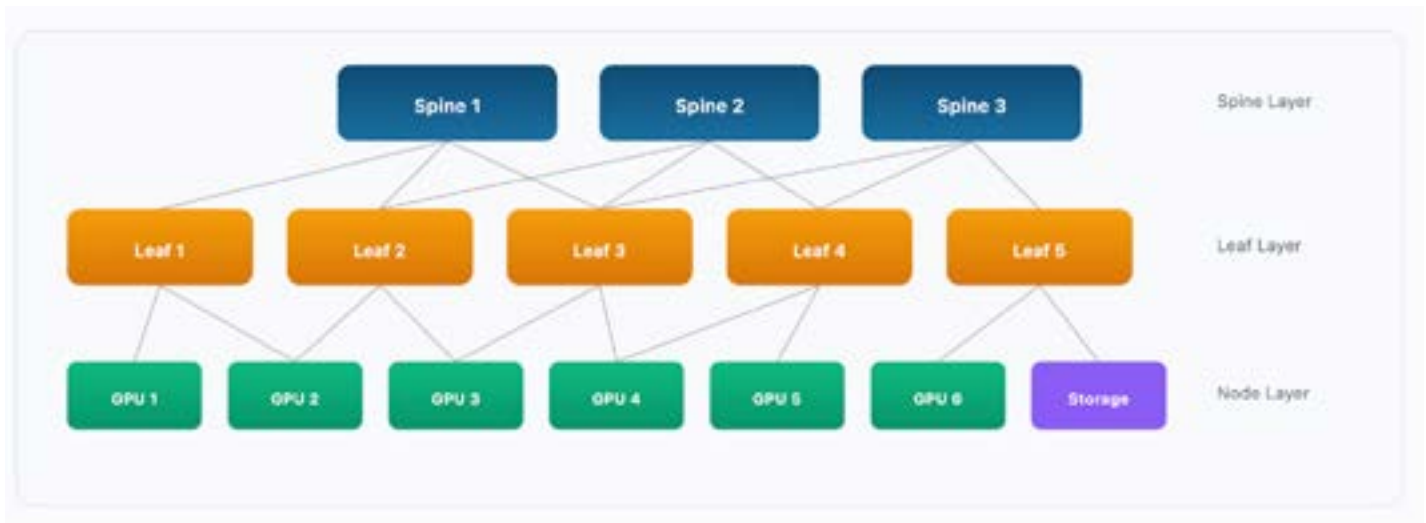 Spine 1 Spine 2 Spine 3 Spine Layer
Leaf 1 Leaf 2 Leaf 3 Leaf 4 Leaf 5 Leaf Layer
GPU 1 GPU 2 GPU 3 GPU 4 GPU 5 GPU 6 Storage Node Layer